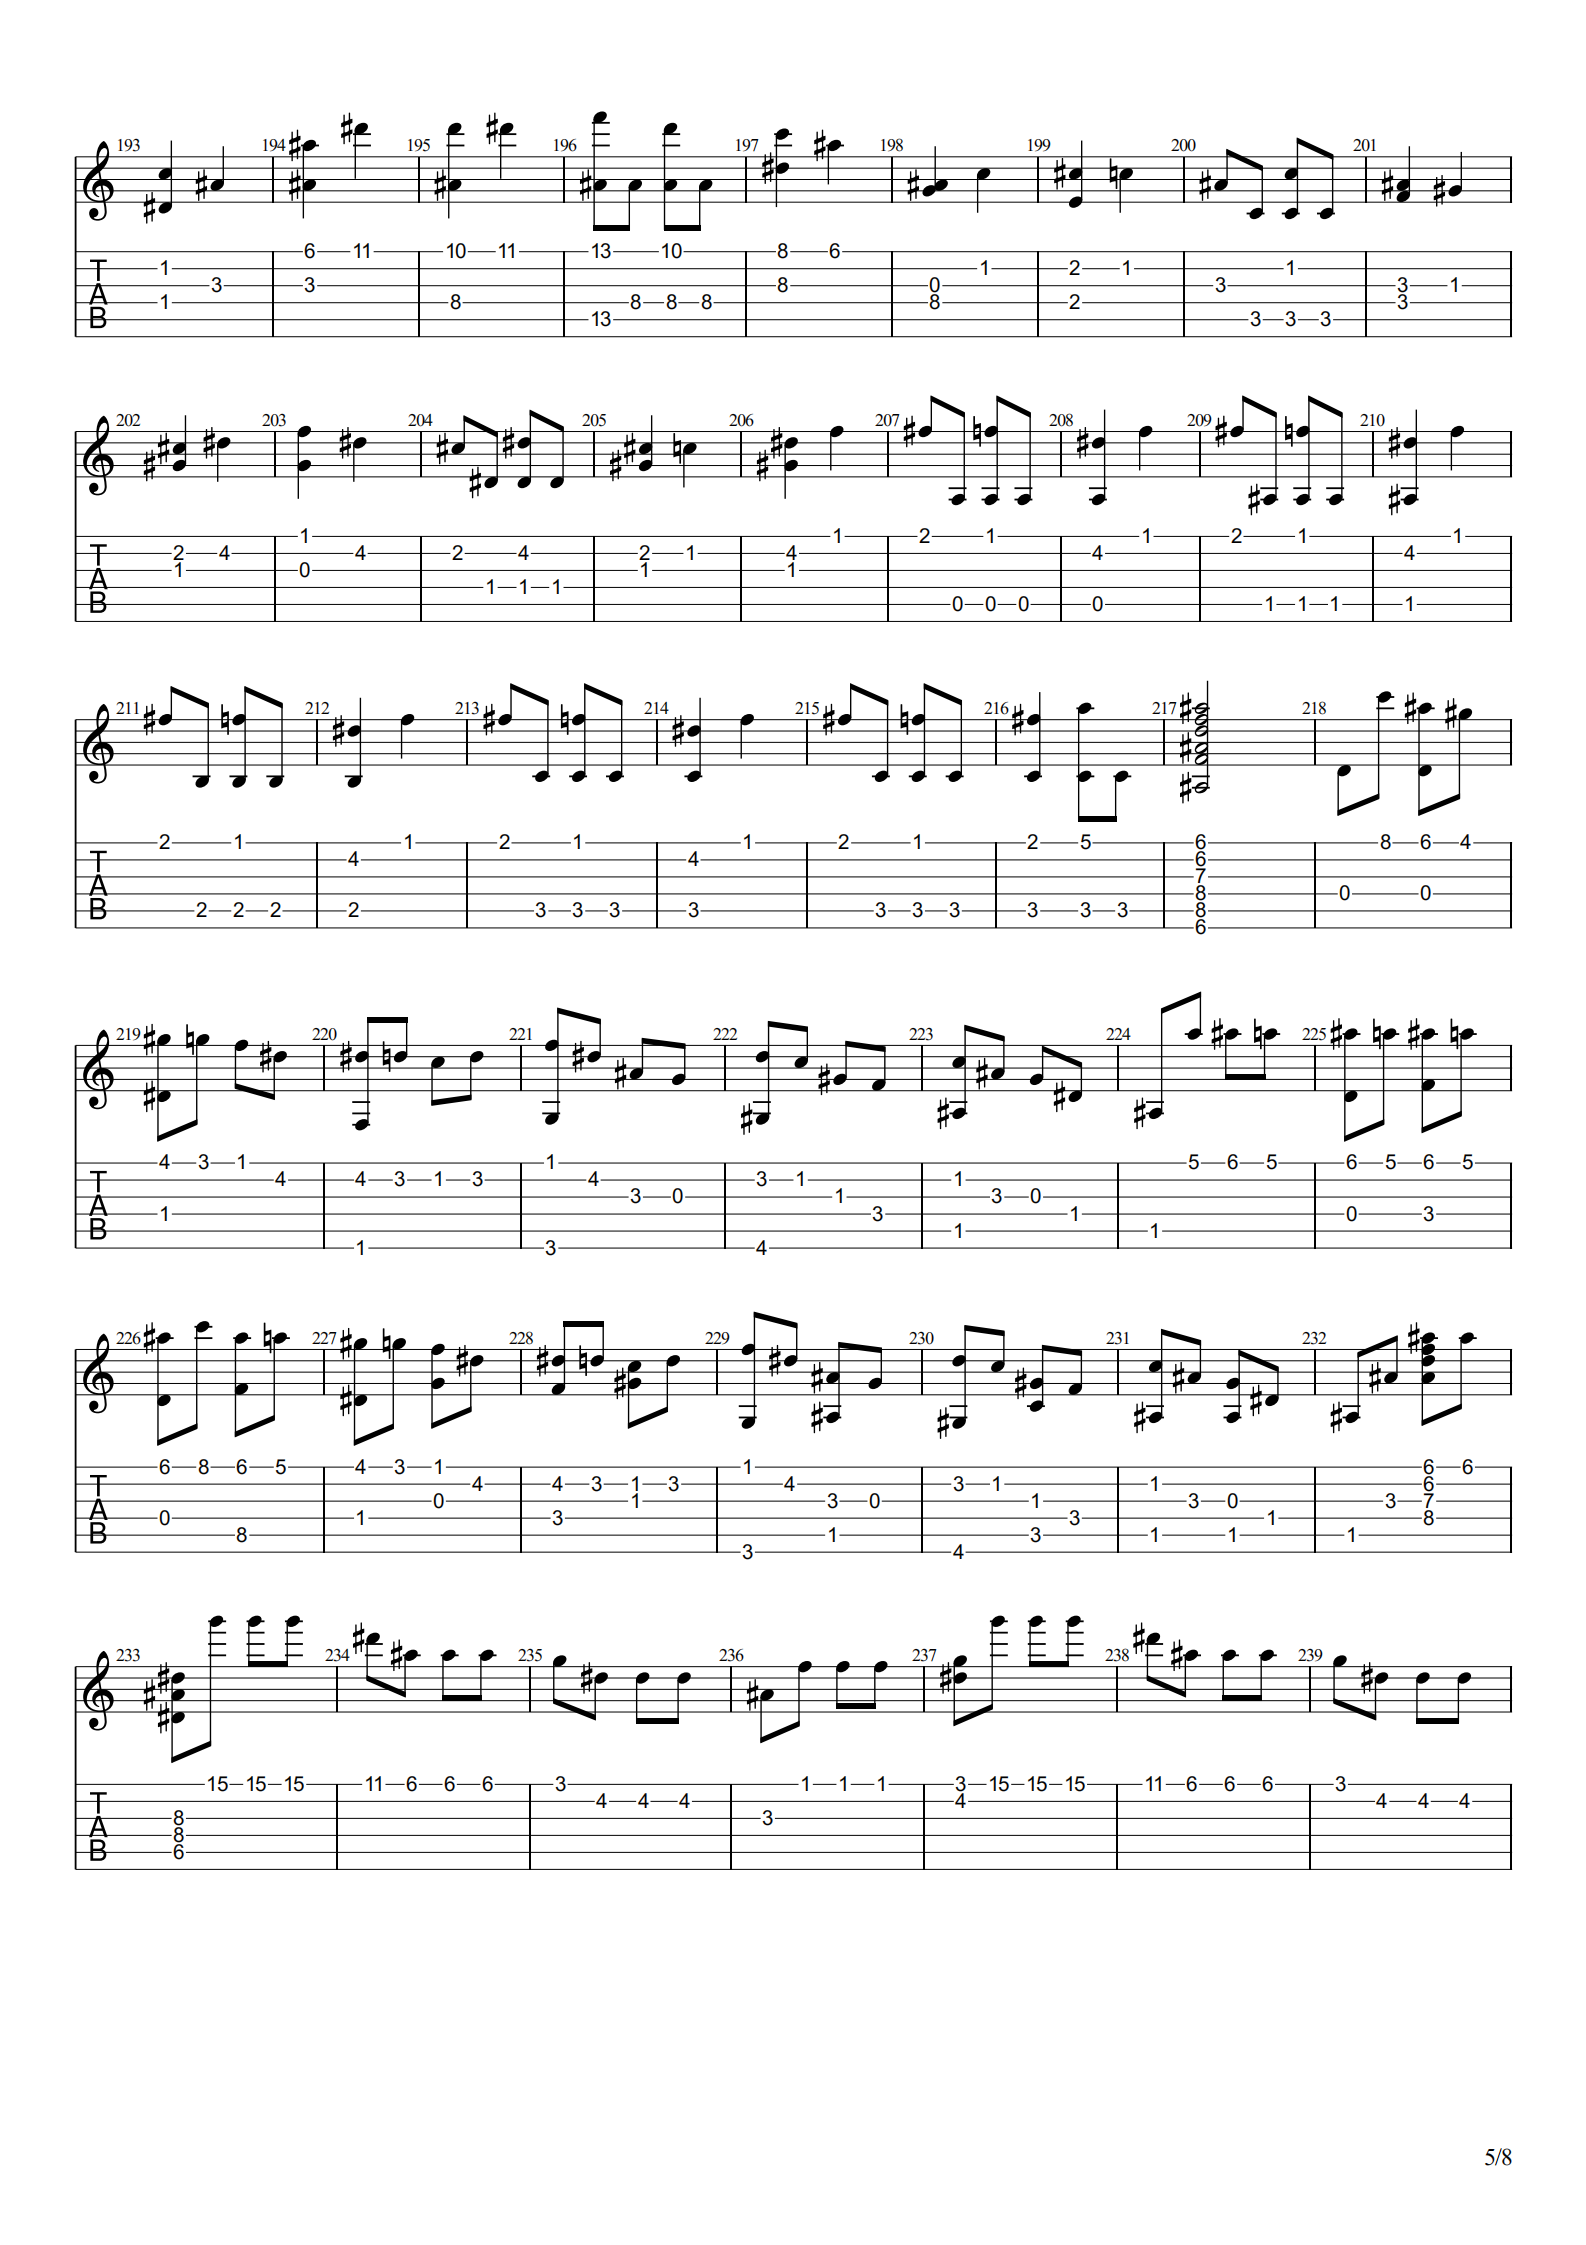 193 194 195 196 197 198 199 200 201
6 11 10 11 13 10 8 6
1 1 2 1 1
T 3 3 8 0 3 3 1
A 1 8 8 8 8 8 2 3
B 13 3 3 3
202 203 204 205 206 207 208 209 210
1 1 2 1 1 2 1 1
T 2 4 4 2 4 2 1 4 4 4
A 1 0 1 1
1 1 1
B 0 0 0 0 1 1 1 1
211 212 213 214 215 216 217 218
2 1 1 2 1 1 2 1 2 5 6 8 6 4
T 4 4 6
A 7
8 0 0
B 2 2 2 2 3 3 3 3 3 3 3 3 3 3 8
6
219 220 221 222 223 224 225
4 3 1 1 5 6 5 6 5 6 5
T 4 4 3 1 3 4 3 1 1
3 0 1 3 0
A 1 3 1 0 3
B 1 1
1 3 4
226 227 228 229 230 231 232
6 8 6 5 4 3 1 1 6 6
T 4 4 3 1 3 4 3 1 1 6
0 1 3 0 1 3 0 3 7
A 0 1 3 3 1 8
B 8 1 3 1 1 1
3 4
233 234 235 236 237 238 239
15 15 15 11 6 6 6 3 1 1 1 3 15 15 15 11 6 6 6 3
T 4 4 4 4 4 4 4
8 3
A 8
B 6
5/8